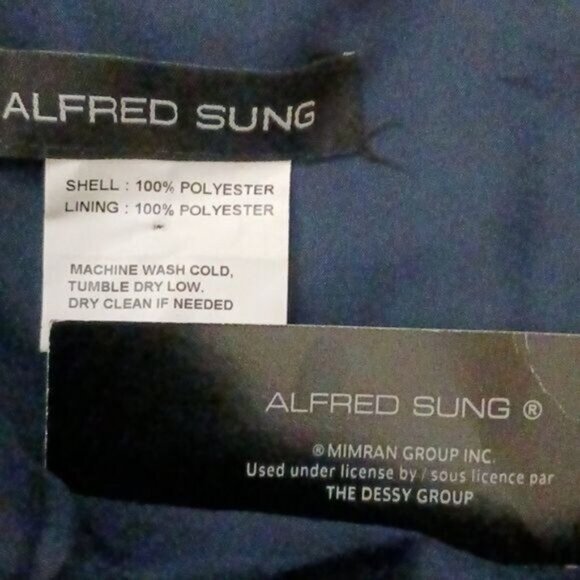 ALFRED SUNG
SHELL : 100% POLYESTER
LINING : 100% POLYESTER
MACHINE WASH COLD,
TUMBLE DRY LOW.
DRY CLEAN IF NEEDED
ALFRED SUNG ®
® MIMRAN GROUP INC.
Used under license by / sous licence par
THE DESSY GROUP